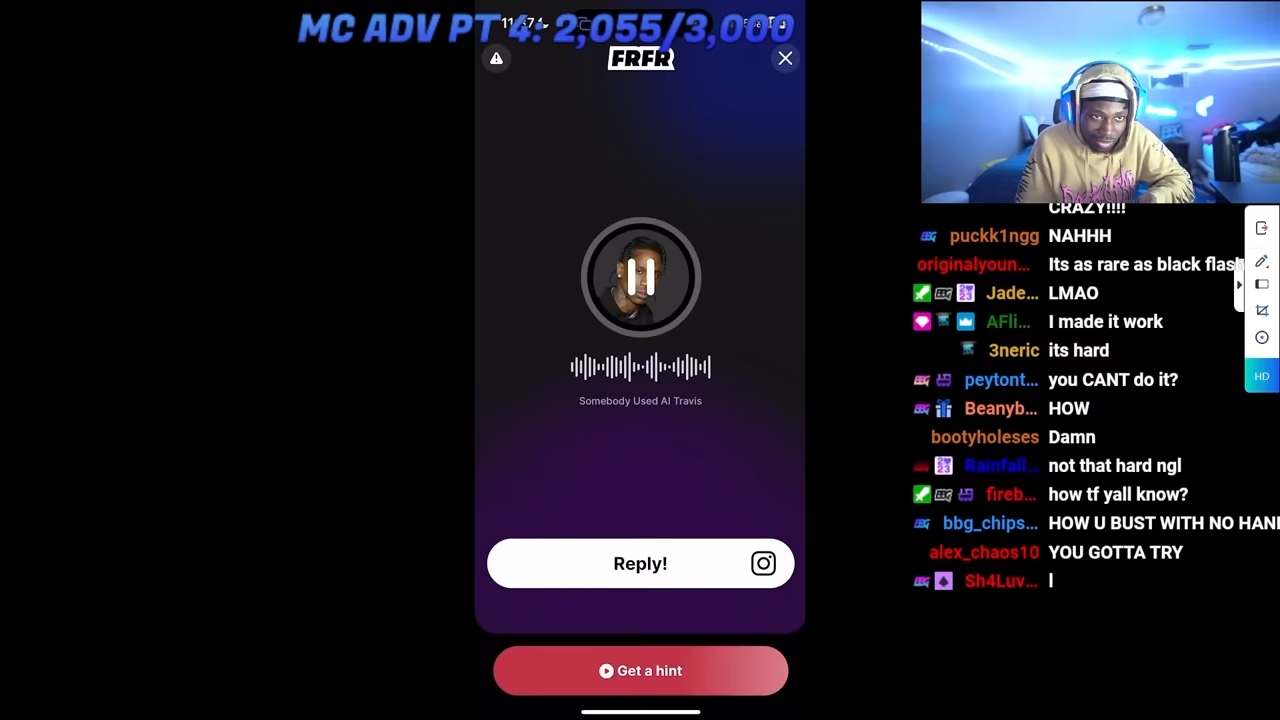 MC ADV PT 4: 2,055/3,000
FRFR
Somebody Used AI Travis
Reply!
Get a hint
CRAZY!!!!
puckk1ngg NAHHH
originalyoun... Its as rare as black flash
Jade... LMAO
AFli... I made it work
3neric its hard
peytont... you CANT do it?
Beanyb... HOW
bootyholeses Damn
Rainfall... not that hard ngl
fireb... how tf yall know?
bbg_chips... HOW U BUST WITH NO HAN
alex_chaos10 YOU GOTTA TRY
Sh4Luv... I
HD